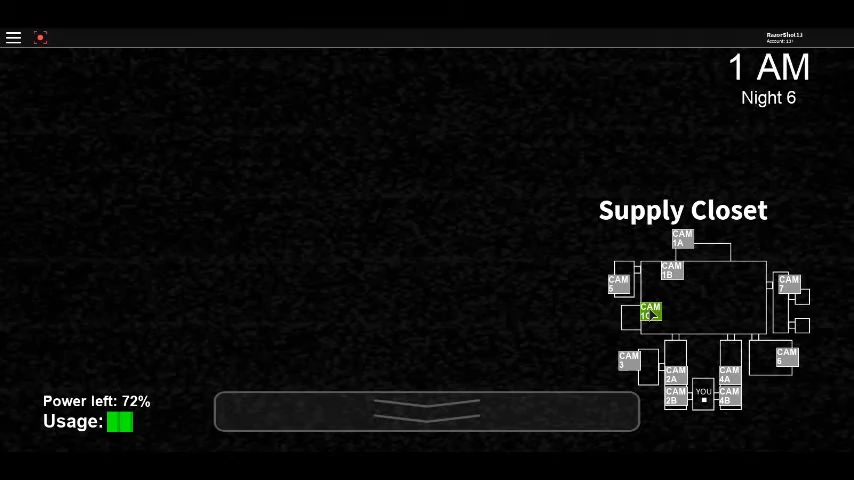 RazorShot13
1 AM
Night 6
Supply Closet
CAM
1A
CAM
1B
CAM
5
CAM
7
CAM
1C
CAM
3
CAM
6
CAM
2A
CAM
4A
CAM
2B
YOU
CAM
4B
Power left: 72%
Usage: